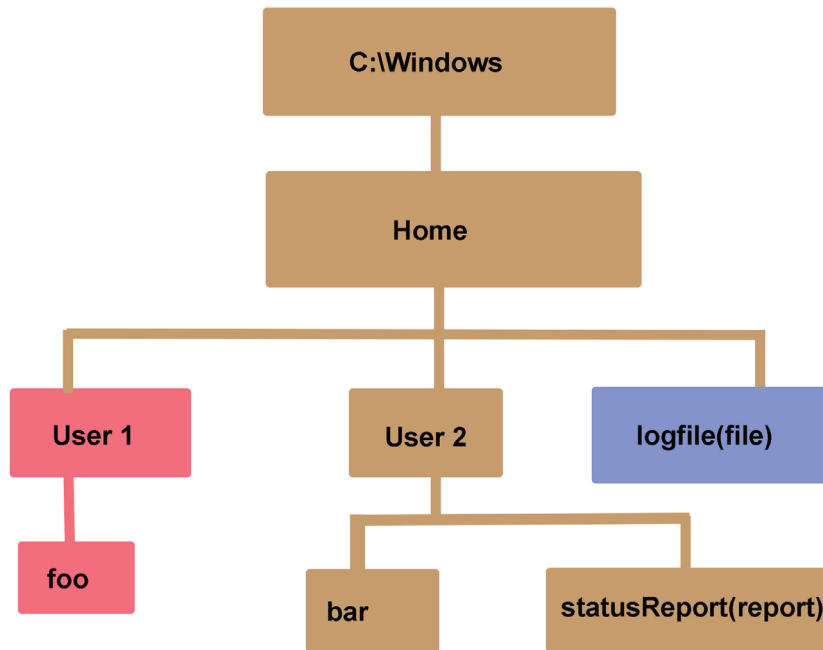 C:\Windows
Home
User 1
User 2
logfile(file)
foo
bar
statusReport(report)